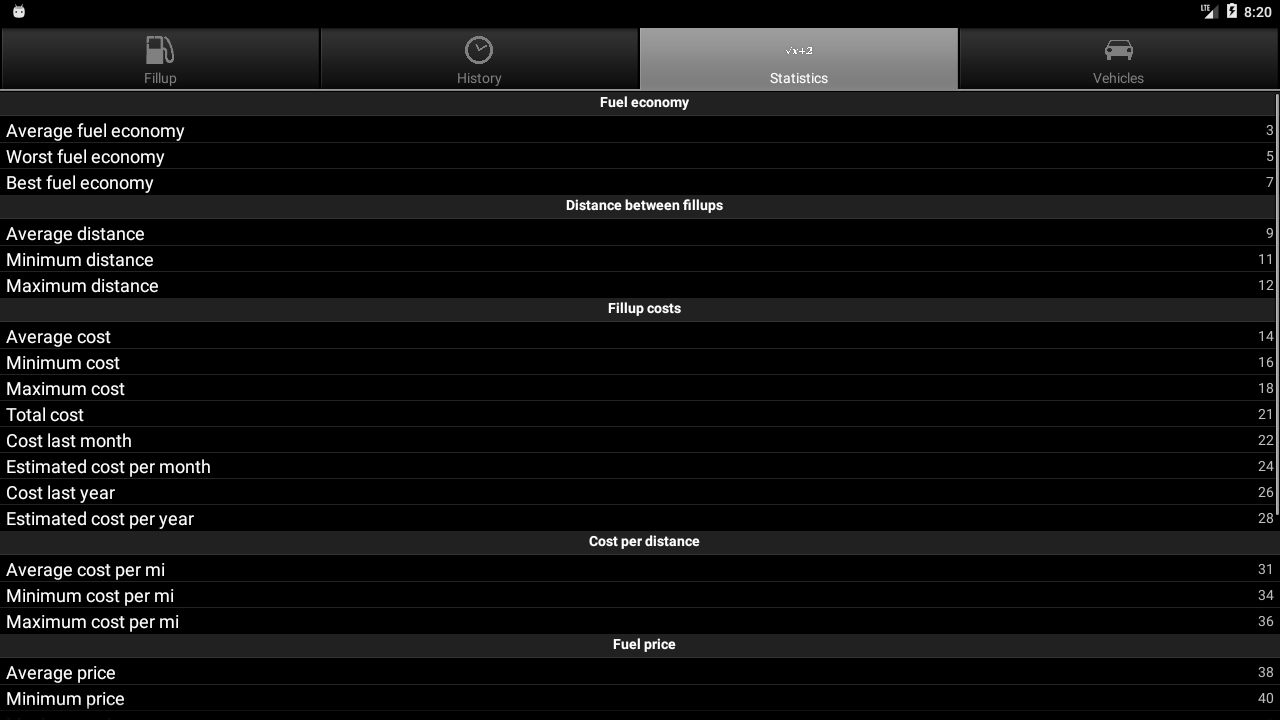 LTE 8:20
Fillup
History
√x+2
Statistics
Vehicles
Fuel economy
Average fuel economy 3
Worst fuel economy 5
Best fuel economy 7
Distance between fillups
Average distance 9
Minimum distance 11
Maximum distance 12
Fillup costs
Average cost 14
Minimum cost 16
Maximum cost 18
Total cost 21
Cost last month 22
Estimated cost per month 24
Cost last year 26
Estimated cost per year 28
Cost per distance
Average cost per mi 31
Minimum cost per mi 34
Maximum cost per mi 36
Fuel price
Average price 38
Minimum price 40